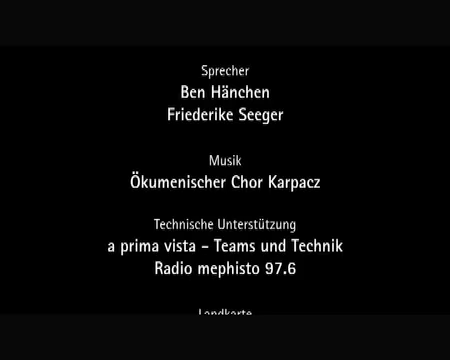 Sprecher
Ben Hänchen
Friederike Seeger
Musik
Ökumenischer Chor Karpacz
Technische Unterstützung
a prima vista - Teams und Technik
Radio mephisto 97.6
Landkarte